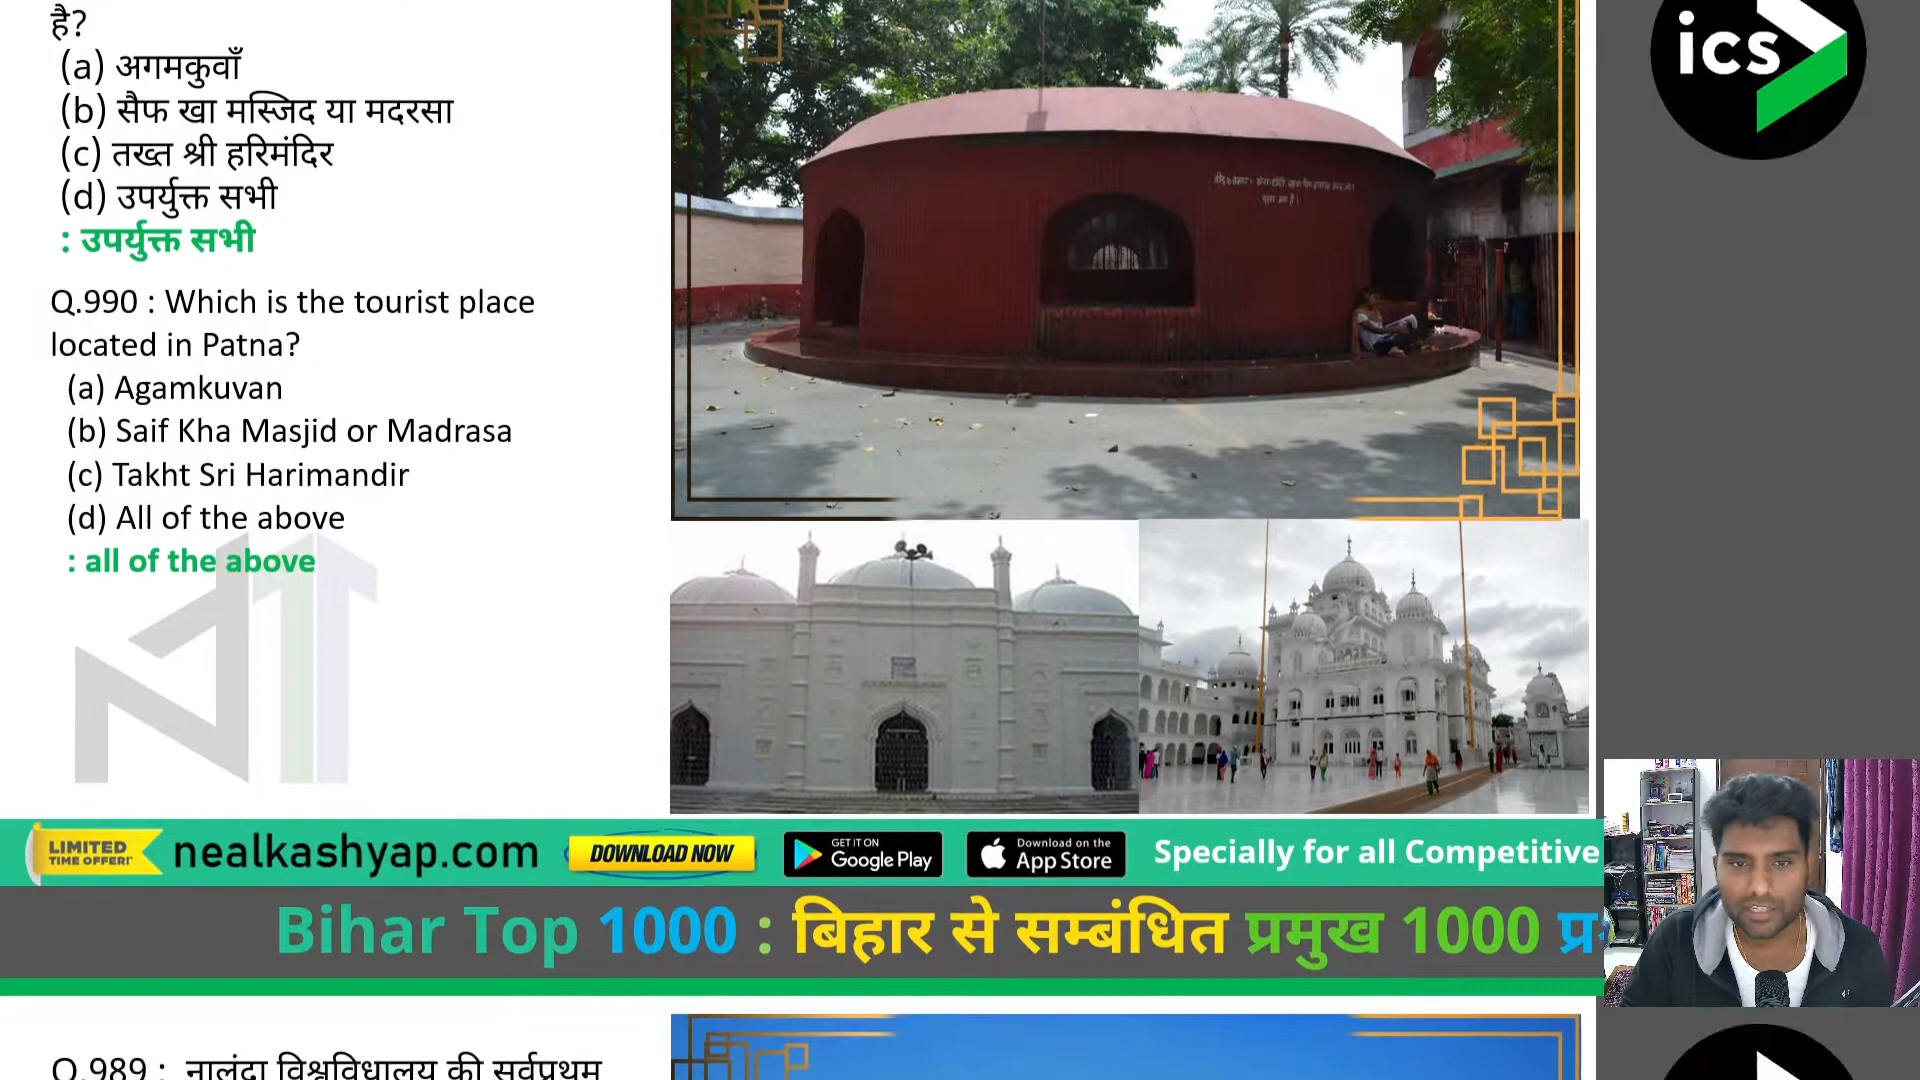 है?
(a) अगमकुवाँ
(b) सैफ खा मस्जिद या मदरसा
(c) तख्त श्री हरिमंदिर
(d) उपर्युक्त सभी
: उपर्युक्त सभी
Q.990 : Which is the tourist place
located in Patna?
(a) Agamkuvan
(b) Saif Kha Masjid or Madrasa
(c) Takht Sri Harimandir
(d) All of the above
: all of the above
ics
LIMITED
TIME OFFER!
nealkashyap.com
DOWNLOAD NOW
GET IT ON
Google Play
Download on the
App Store
Specially for all Competitive
Bihar Top 1000 : बिहार से सम्बंधित प्रमुख 1000
Q.989 : नालंदा विश्वविधालय की सर्वप्रथम